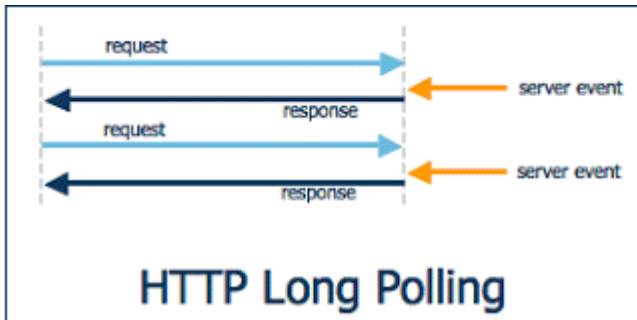 request
server event
response
request
server event
response
HTTP Long Polling